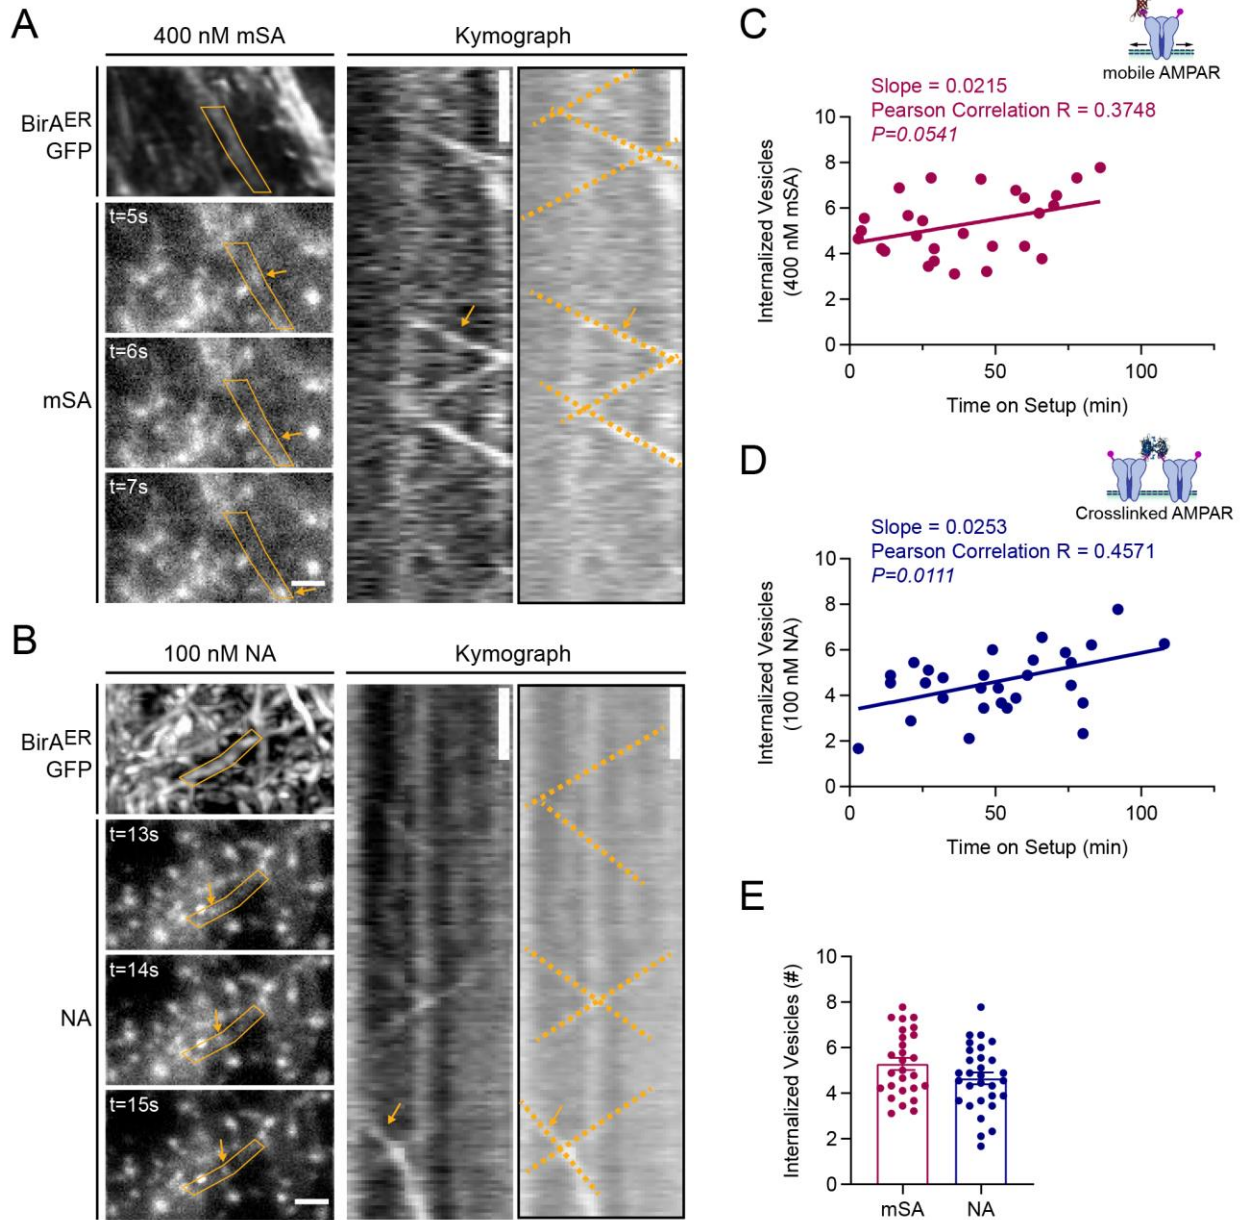 A
400 nM mSA
Kymograph
BirAER
GFP
t=5s
t=6s
mSA
t=7s
B
100 nM NA
Kymograph
BirAER
GFP
t=13s
t=14s
NA
t=15s
C
mobile AMPAR
Slope = 0.0215
Pearson Correlation R = 0.3748
P=0.0541
Internalized Vesicles
(400 nM mSA)
10
8
6
4
2
0
0 50 100
Time on Setup (min)
D
Crosslinked AMPAR
Slope = 0.0253
Pearson Correlation R = 0.4571
P=0.0111
Internalized Vesicles
(100 nM NA)
10
8
6
4
2
0
0 50 100
Time on Setup (min)
E
Internalized Vesicles (#)
10
8
6
4
2
0
mSA NA